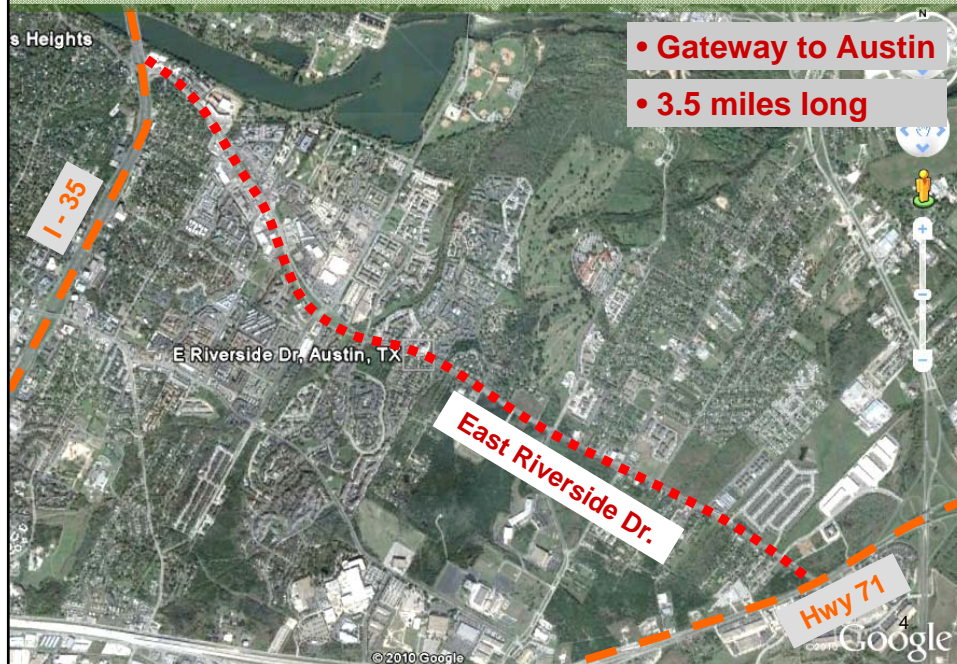 N
s Heights
• Gateway to Austin
• 3.5 miles long
I - 35
E Riverside Dr, Austin, TX
East Riverside Dr.
Hwy 71
4
©2010 Google
© 2010 Google